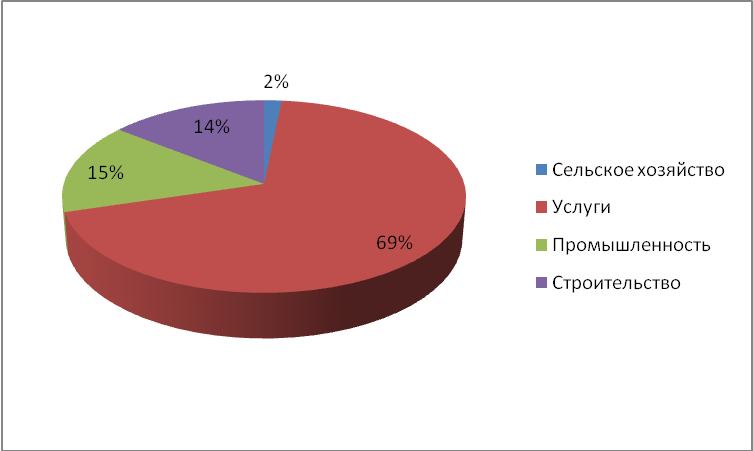 2%
14%
15%
69%
Сельское хозяйство
Услуги
Промышленность
Строительство